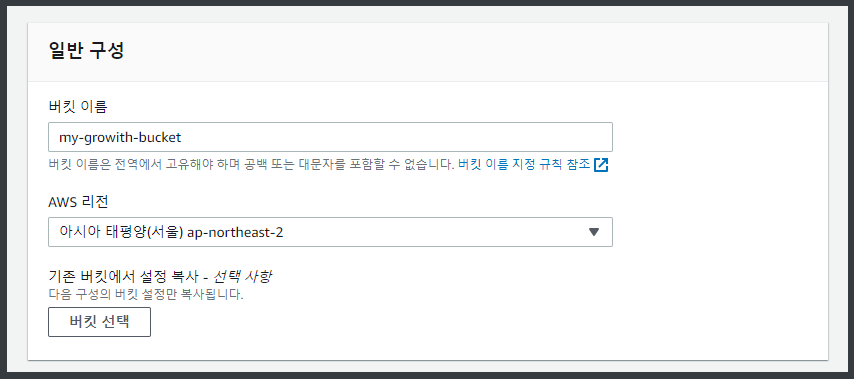 일반 구성
버킷 이름
my-growith-bucket
버킷 이름은 전역에서 고유해야 하며 공백 또는 대문자를 포함할 수 없습니다. 버킷 이름 지정 규칙 참조
AWS 리전
아시아 태평양(서울) ap-northeast-2
기존 버킷에서 설정 복사 - 선택 사항
다음 구성의 버킷 설정만 복사됩니다.
버킷 선택